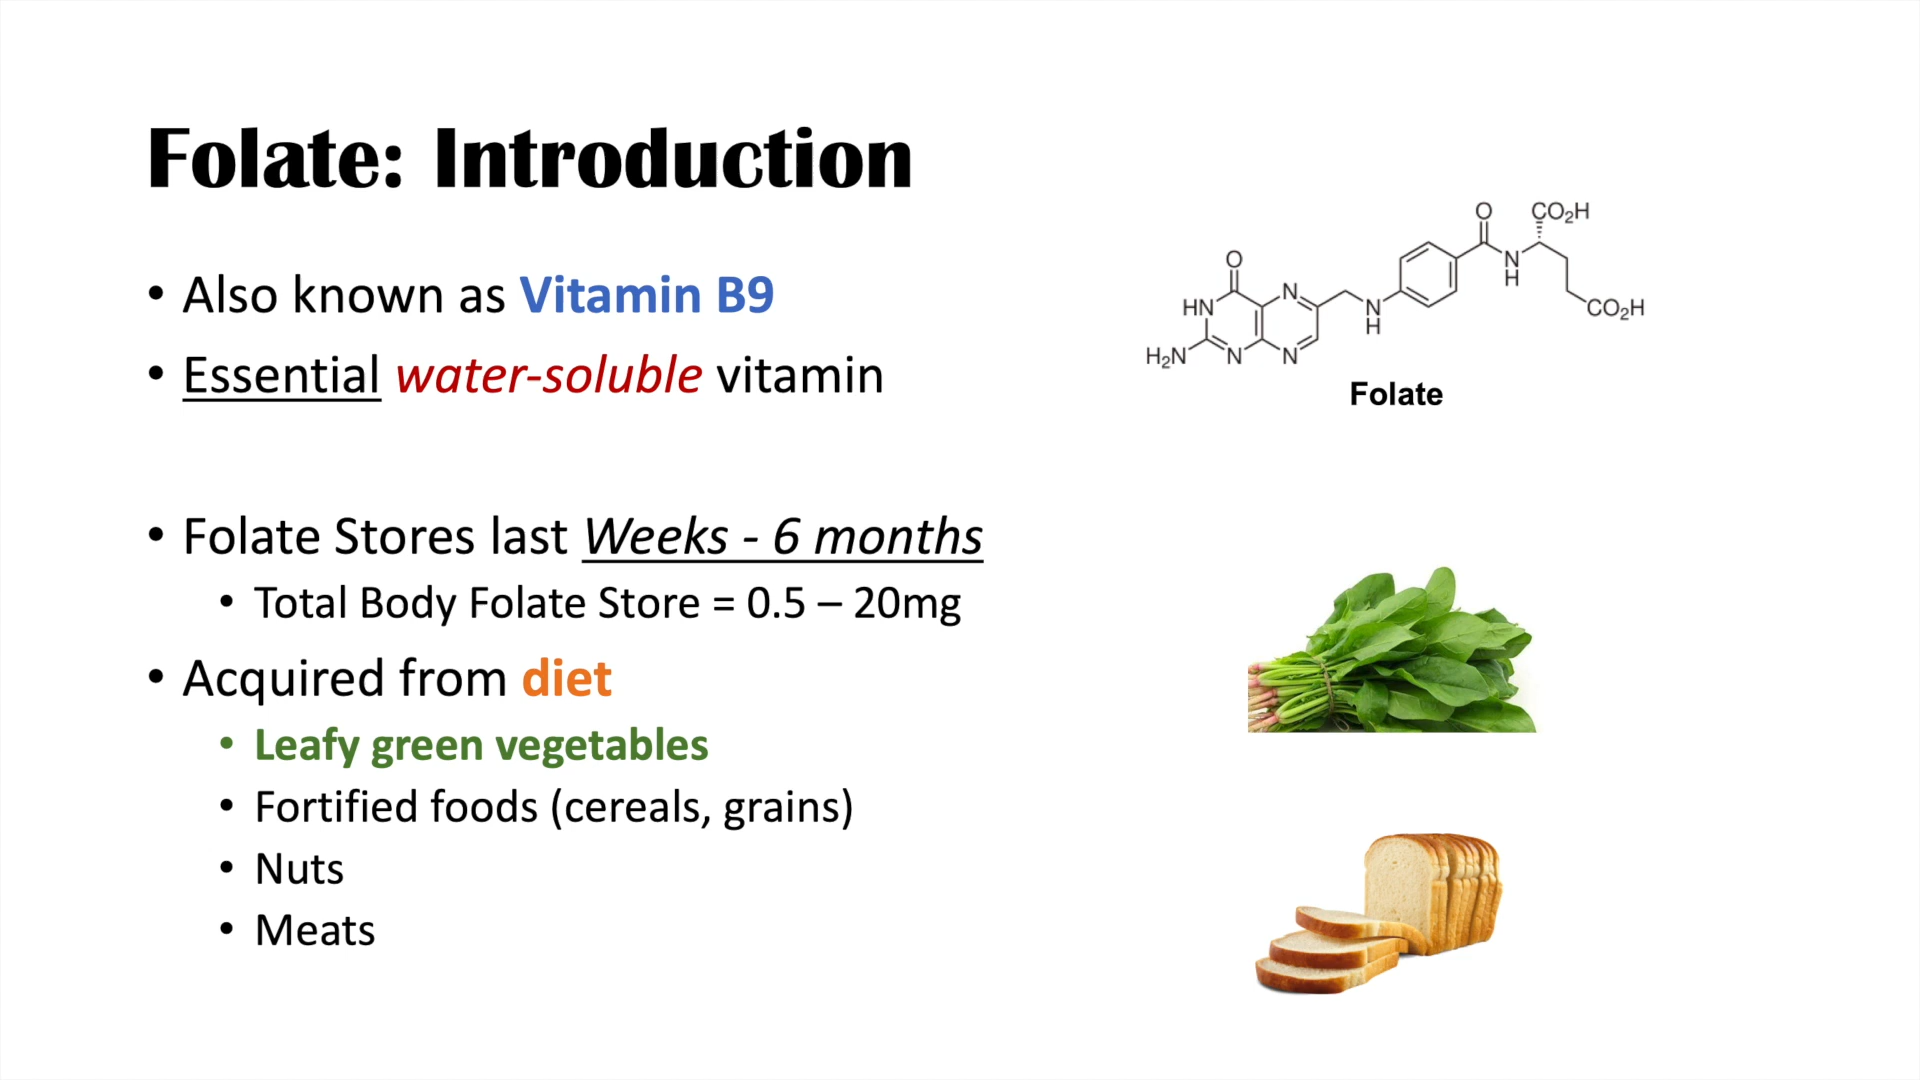 Folate: Introduction
• Also known as Vitamin B9
• Essential water-soluble vitamin
• Folate Stores last Weeks - 6 months
• Total Body Folate Store = 0.5 – 20mg
• Acquired from diet
• Leafy green vegetables
• Fortified foods (cereals, grains)
• Nuts
• Meats
O CO₂H
O
N H
HN N N H CO₂H
H₂N N N
Folate